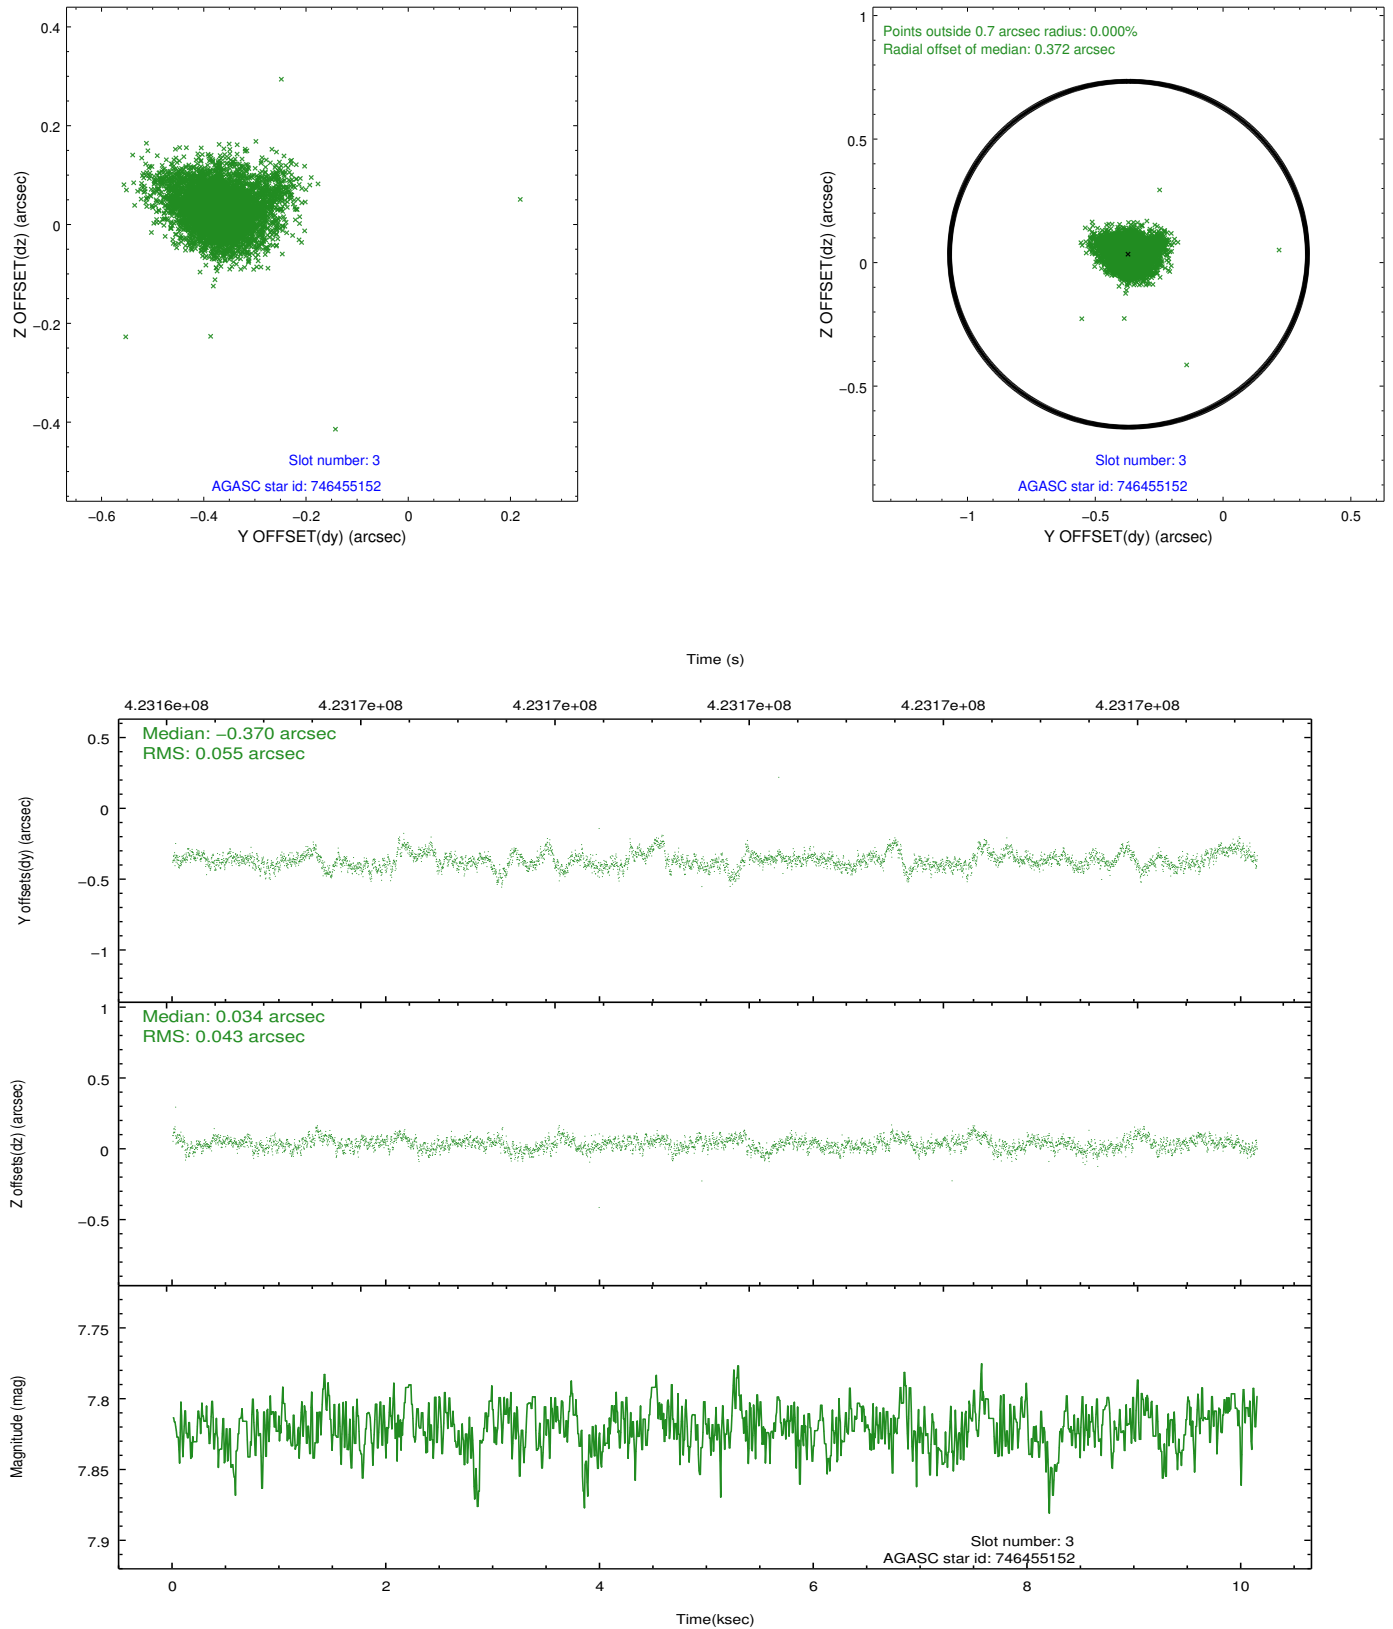 0.4
0.2
0
−0.2
−0.4
Z OFFSET(dz) (arcsec)
Slot number: 3
AGASC star id: 746455152
−0.6 −0.4 −0.2 0 0.2
Y OFFSET(dy) (arcsec)
Points outside 0.7 arcsec radius: 0.000%
Radial offset of median: 0.372 arcsec
1
0.5
0
−0.5
Z OFFSET(dz) (arcsec)
Slot number: 3
AGASC star id: 746455152
−1 −0.5 0 0.5
Y OFFSET(dy) (arcsec)
Time (s)
4.2316e+08 4.2317e+08 4.2317e+08 4.2317e+08 4.2317e+08 4.2317e+08
Median: −0.370 arcsec
RMS: 0.055 arcsec
0.5
0
−0.5
−1
Y offsets(dy) (arcsec)
Median: 0.034 arcsec
RMS: 0.043 arcsec
1
0.5
0
−0.5
Z offsets(dz) (arcsec)
7.75
7.8
7.85
7.9
Magnitude (mag)
Slot number: 3
AGASC star id: 746455152
0 2 4 6 8 10
Time(ksec)